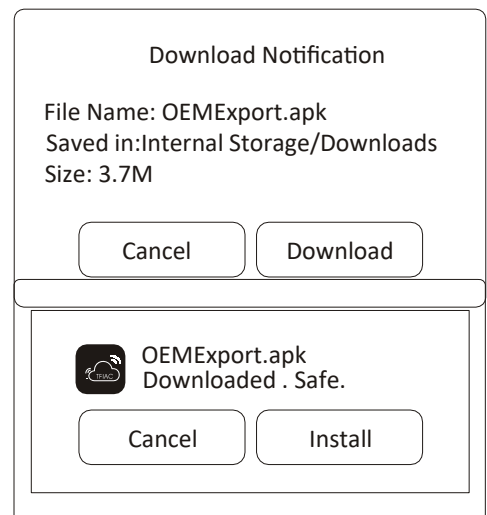 Download Notification
File Name: OEMExport.apk
Saved in:Internal Storage/Downloads
Size: 3.7M
Cancel
Download
TFIAC
OEMExport.apk
Downloaded . Safe.
Cancel
Install